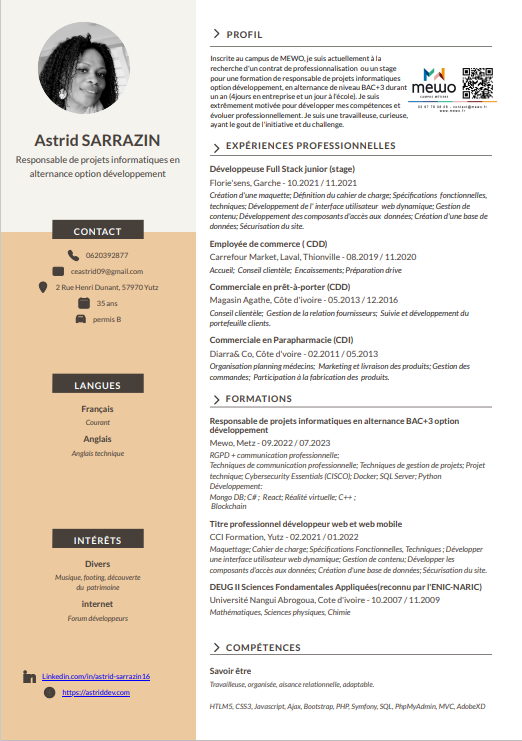 Astrid SARRAZIN
Responsable de projets informatiques en
alternance option développement
CONTACT
0620392877
ceastrid09@gmail.com
2 Rue Henri Dunant, 57970 Yutz
35 ans
permis B
LANGUES
Français
Courant
Anglais
Anglais technique
INTÉRÊTS
Divers
Musique, footing, découverte
du patrimoine
internet
Forum développeurs
Linkedin.com/in/astrid-sarrazin16
https://astriddev.com
PROFIL
Inscrite au campus de MEWO, je suis actuellement à la
recherche d'un contrat de professionnalisation ou un stage
pour une formation de responsable de projets informatiques
option développement, en alternance de niveau BAC+3 durant
un an (4jours en entreprise et un jour à l'école). Je suis
extrêmement motivée pour développer mes compétences et
évoluer professionnellement. Je suis une travailleuse, curieuse,
ayant le gout de l'initiative et du challenge.
mewo
CAMPUS MÉTIERS
www.mewo.fr
EXPÉRIENCES PROFESSIONNELLES
Développeuse Full Stack junior (stage)
Florie'sens, Garche - 10.2021 / 11.2021
Création d'une maquette; Définition du cahier de charge; Spécifications fonctionnelles,
techniques; Développement de l' interface utilisateur web dynamique; Gestion de
contenu; Développement des composants d'accès aux données; Création d'une base de
données; Sécurisation du site.
Employée de commerce ( CDD)
Carrefour Market, Laval, Thionville - 08.2019 / 11.2020
Accueil; Conseil clientèle; Encaissements; Préparation drive
Commerciale en prêt-à-porter (CDD)
Magasin Agathe, Côte d'ivoire - 05.2013 / 12.2016
Conseil clientèle; Gestion de la relation fournisseurs; Suivie et développement du
portefeuille clients.
Commerciale en Parapharmacie (CDI)
Diarra& Co, Côte d'ivoire - 02.2011 / 05.2013
Organisation planning médecins; Marketing et livraison des produits; Gestion des
commandes; Participation à la fabrication des produits.
FORMATIONS
Responsable de projets informatiques en alternance BAC+3 option
développement
Mewo, Metz - 09.2022 / 07.2023
RGPD + communication professionnelle;
Techniques de communication professionnelle; Techniques de gestion de projets; Projet
technique; Cybersecurity Essentials (CISCO); Docker; SQL Server; Python
Développement:
Mongo DB; C# ; React; Réalité virtuelle; C++ ;
Blockchain
Titre professionnel développeur web et web mobile
CCI Formation, Yutz - 02.2021 / 01.2022
Maquettage; Cahier de charge; Spécifications Fonctionnelles, Techniques ; Développer
une interface utilisateur web dynamique; Gestion de contenu; Développer les
composants d'accès aux données; Création d'une base de données; Sécurisation du site.
DEUG II Sciences Fondamentales Appliquées(reconnu par l'ENIC-NARIC)
Université Nangui Abrogoua, Cote d'ivoire - 10.2007 / 11.2009
Mathématiques, Sciences physiques, Chimie
COMPÉTENCES
Savoir être
Travailleuse, organisée, aisance relationnelle, adaptable.
HTLM5, CSS3, Javascript, Ajax, Bootstrap, PHP, Symfony, SQL, PhpMyAdmin, MVC, AdobeXD